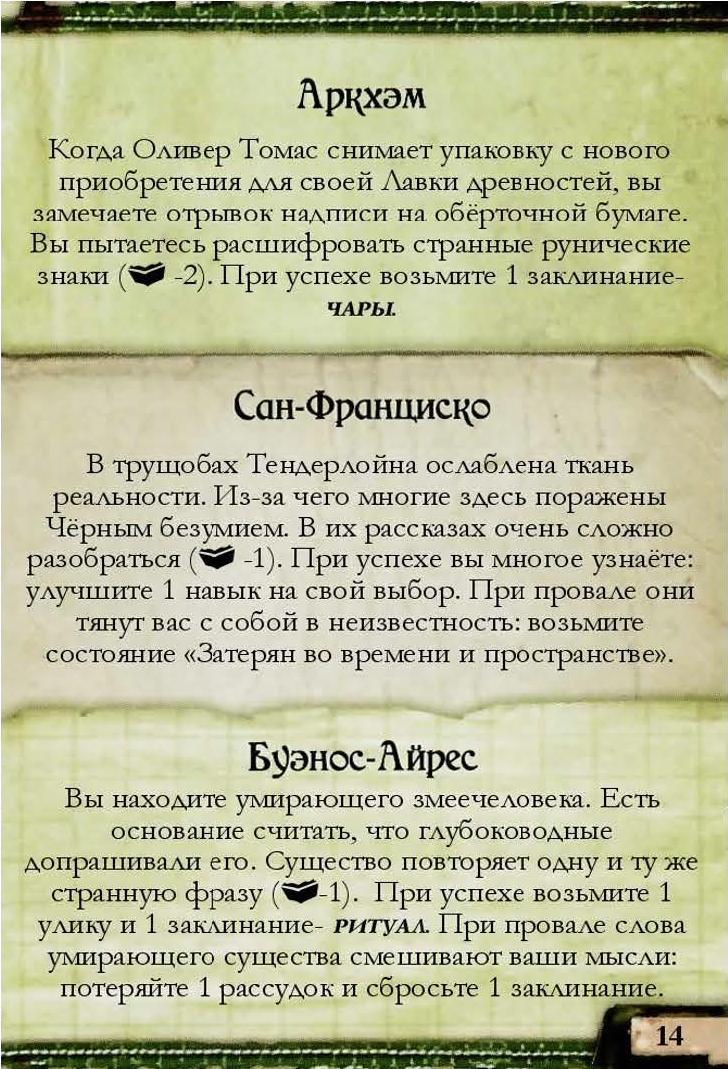 Аркхэм
Когда Оливер Томас снимает упаковку с нового
приобретения для своей Лавки древностей, вы
замечаете отрывок надписи на обёрточной бумаге.
Вы пытаетесь расшифровать странные рунические
знаки ( -2). При успехе возьмите 1 заклинание-
ЧАРЫ.
Сан-Франциско
В трущобах Тендерлойна ослаблена ткань
реальности. Из-за чего многие здесь поражены
Чёрным безумием. В их рассказах очень сложно
разобраться ( -1). При успехе вы многое узнаёте:
улучшите 1 навык на свой выбор. При провале они
тянут вас с собой в неизвестность: возьмите
состояние «Затерян во времени и пространстве».
Буэнос-Айрес
Вы находите умирающего змеечеловека. Есть
основание считать, что глубоководные
допрашивали его. Существо повторяет одну и ту же
странную фразу ( -1). При успехе возьмите 1
улику и 1 заклинание- РИТУАЛ. При провале слова
умирающего существа смешивают ваши мысли:
потеряйте 1 рассудок и сбросьте 1 заклинание.
14